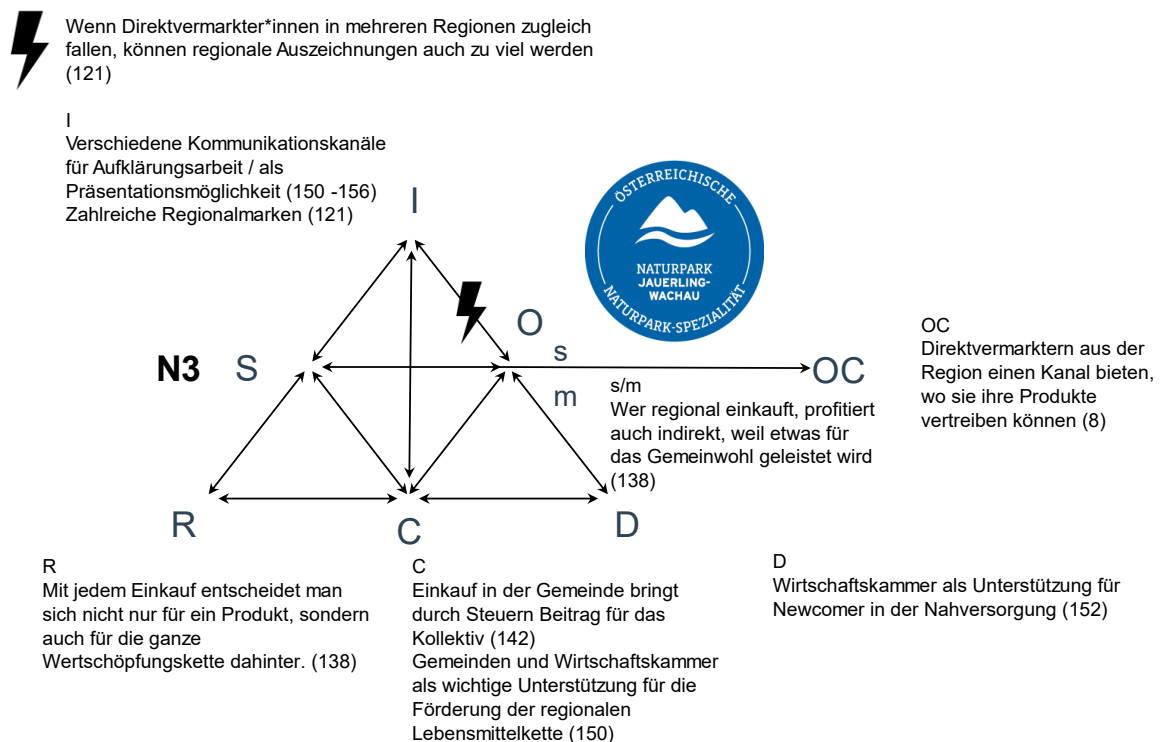 Wenn Direktvermarkter*innen in mehreren Regionen zugleich
fallen, können regionale Auszeichnungen auch zu viel werden
(121)
I
Verschiedene Kommunikationskanäle
für Aufklärungsarbeit / als
Präsentationsmöglichkeit (150 -156)
Zahlreiche Regionalmarken (121)
I
ÖSTERREICHISCHE
NATURPARK
JAUERLING-
WACHAU
NATURPARK-SPEZIALITÄT
O
s
N3
S
m
OC
OC
Direktvermarktern aus der
Region einen Kanal bieten,
wo sie ihre Produkte
vertreiben können (8)
s/m
Wer regional einkauft, profitiert
auch indirekt, weil etwas für
das Gemeinwohl geleistet wird
(138)
R
C
D
R
Mit jedem Einkauf entscheidet man
sich nicht nur für ein Produkt, sondern
auch für die ganze
Wertschöpfungskette dahinter. (138)
C
Einkauf in der Gemeinde bringt
durch Steuern Beitrag für das
Kollektiv (142)
Gemeinden und Wirtschaftskammer
als wichtige Unterstützung für die
Förderung der regionalen
Lebensmittelkette (150)
D
Wirtschaftskammer als Unterstützung für
Newcomer in der Nahversorgung (152)